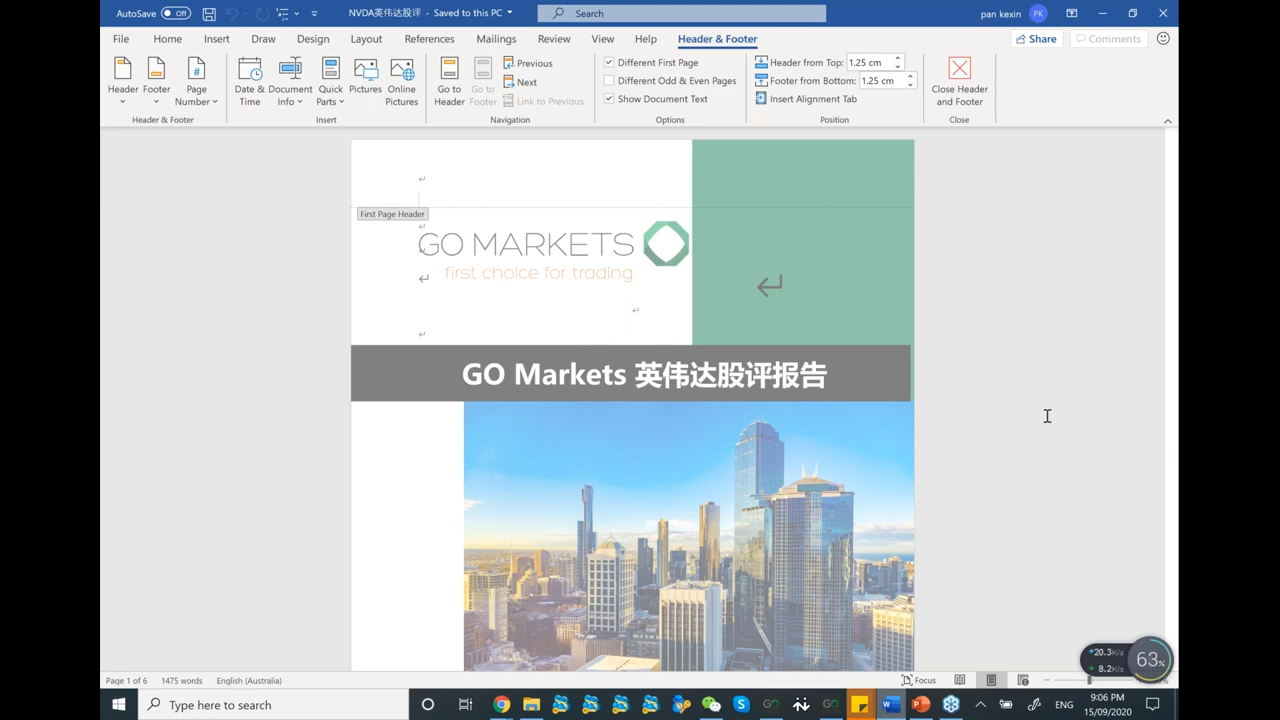 AutoSave Off NVDA英伟达股评 - Saved to this PC Search pan kexin PK
File Home Insert Draw Design Layout References Mailings Review View Help Header & Footer Share Comments
Header Footer Page Number Date & Time Document Info Quick Parts Pictures Online Pictures Go to Header Go to Footer
Previous
Next
Link to Previous
Different First Page
Different Odd & Even Pages
Show Document Text
Header from Top: 1.25 cm
Footer from Bottom: 1.25 cm
Insert Alignment Tab
Close Header and Footer
Header & Footer Insert Navigation Options Position Close
First Page Header
GO MARKETS
first choice for trading
GO Markets 英伟达股评报告
20.3K/s
8.2K/s
63%
Page 1 of 6 1475 words English (Australia) Focus
Type here to search
ENG
9:06 PM
15/09/2020